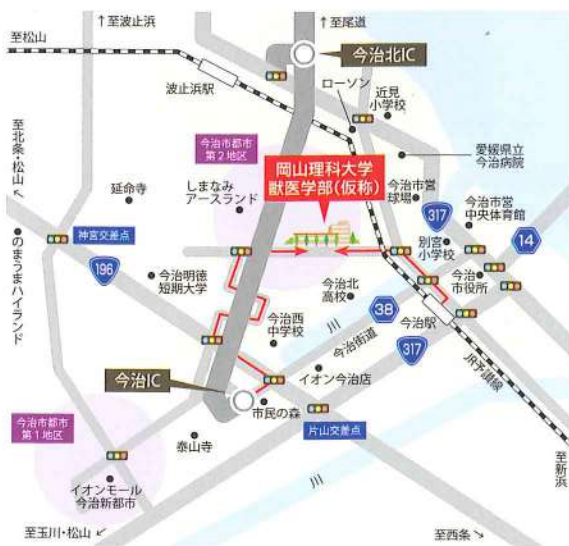 ↑至波止浜
↑至尾道
至松山
今治北IC
波止浜駅
ローソン
近見
小学校
至北条・松山
今治市都市
第2地区
愛媛県立
今治病院
岡山理科大学
獣医学部(仮称)
延命寺
しまなみ
アースランド
今治市営
球場
317
今治市営
中央体育館
14
神宮交差点
別宮
小学校
のまうまハイランド
196
今治明徳
短期大学
今治北
高校
今治
市役所
38
今治駅
今治西
中学校
川
今治街道
317
JR予讃線
今治IC
イオン今治店
市民の森
今治市都市
第1地区
片山交差点
泰山寺
至新浜
イオンモール
今治新都市
川
至玉川・松山
至西条